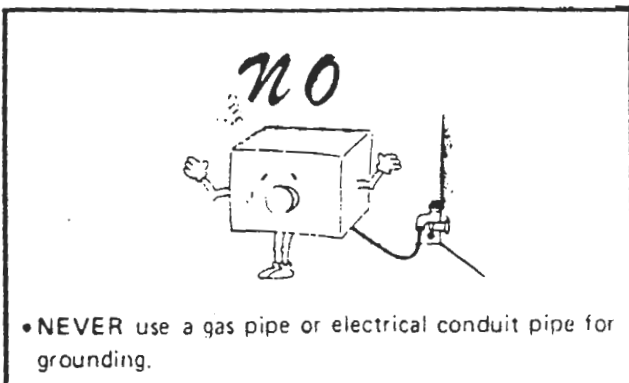 NO
•NEVER use a gas pipe or electrical conduit pipe for
grounding.